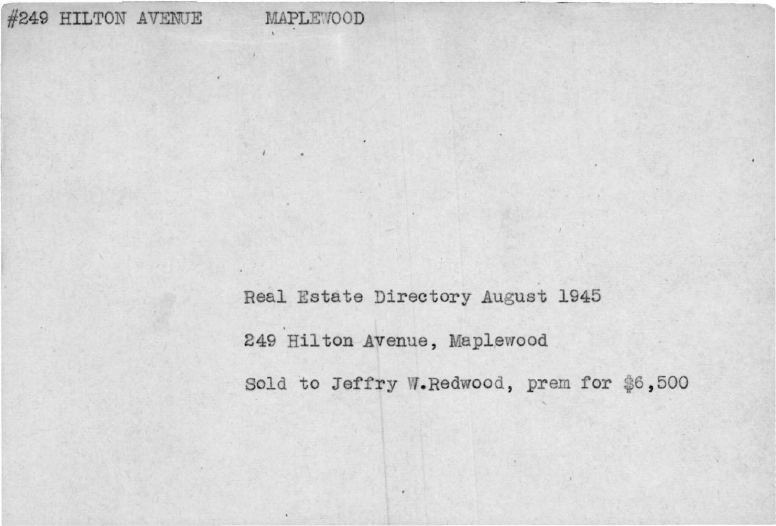 #249 HILTON AVENUE MAPLEWOOD
Real Estate Directory August 1945
249 Hilton Avenue, Maplewood
Sold to Jeffry W.Redwood, prem for $6,500